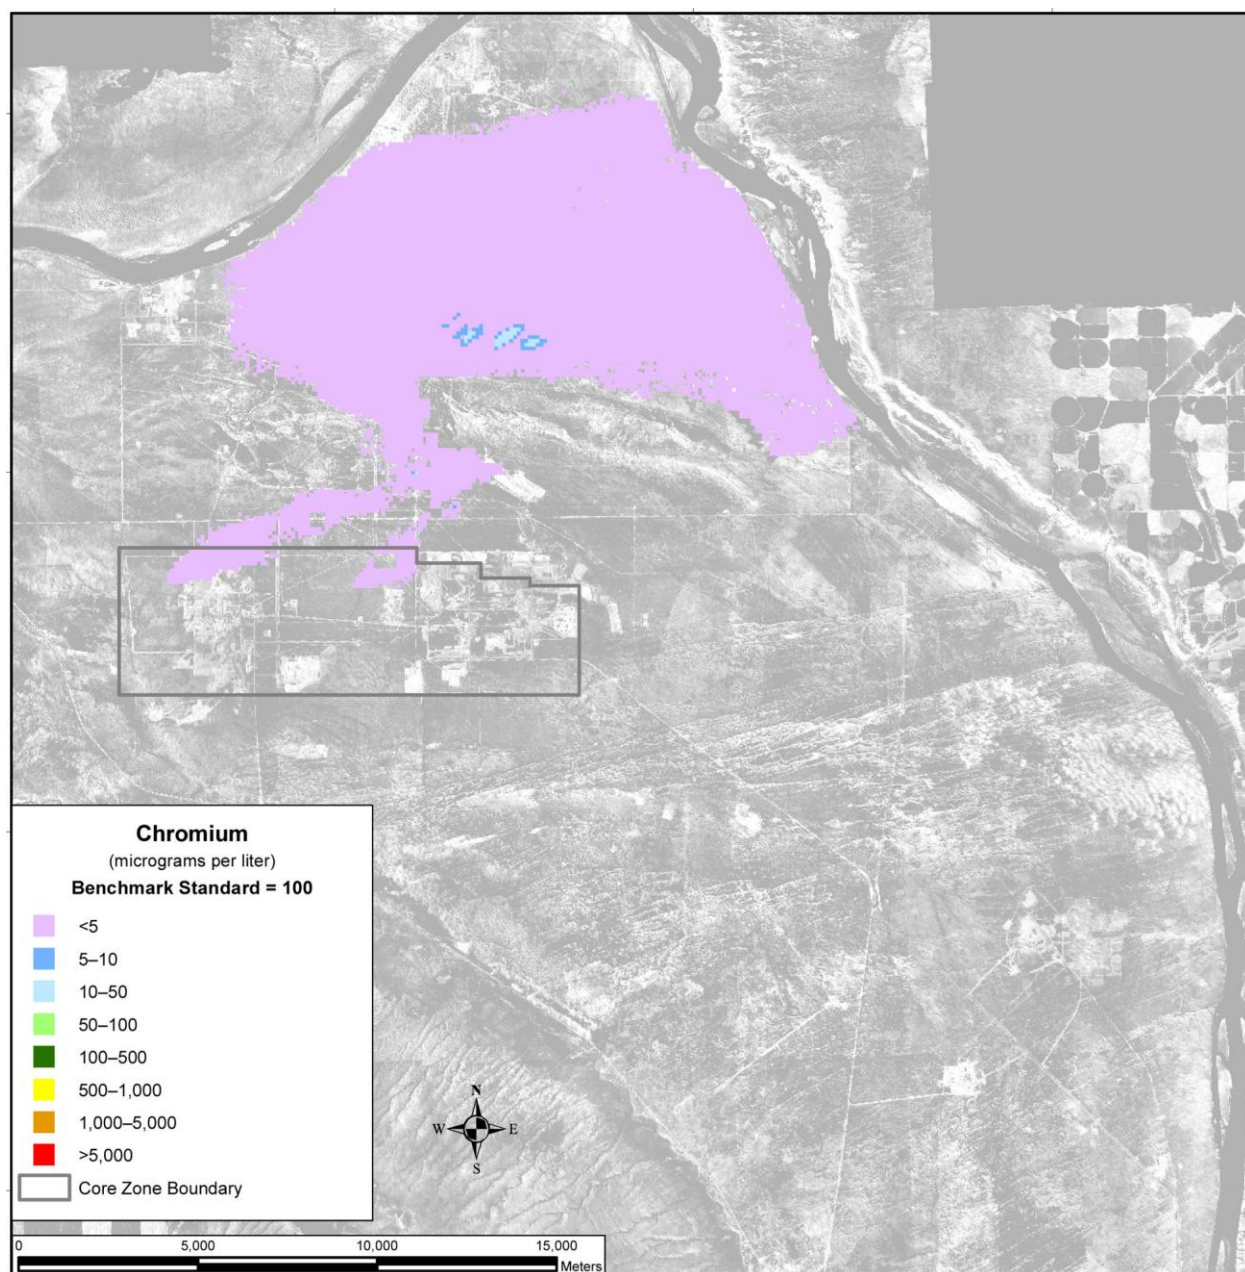 Chromium
(micrograms per liter)
Benchmark Standard = 100
<5
5–10
10–50
50–100
100–500
500–1,000
1,000–5,000
>5,000
Core Zone Boundary
N
W E
S
0 5,000 10,000 15,000
Meters